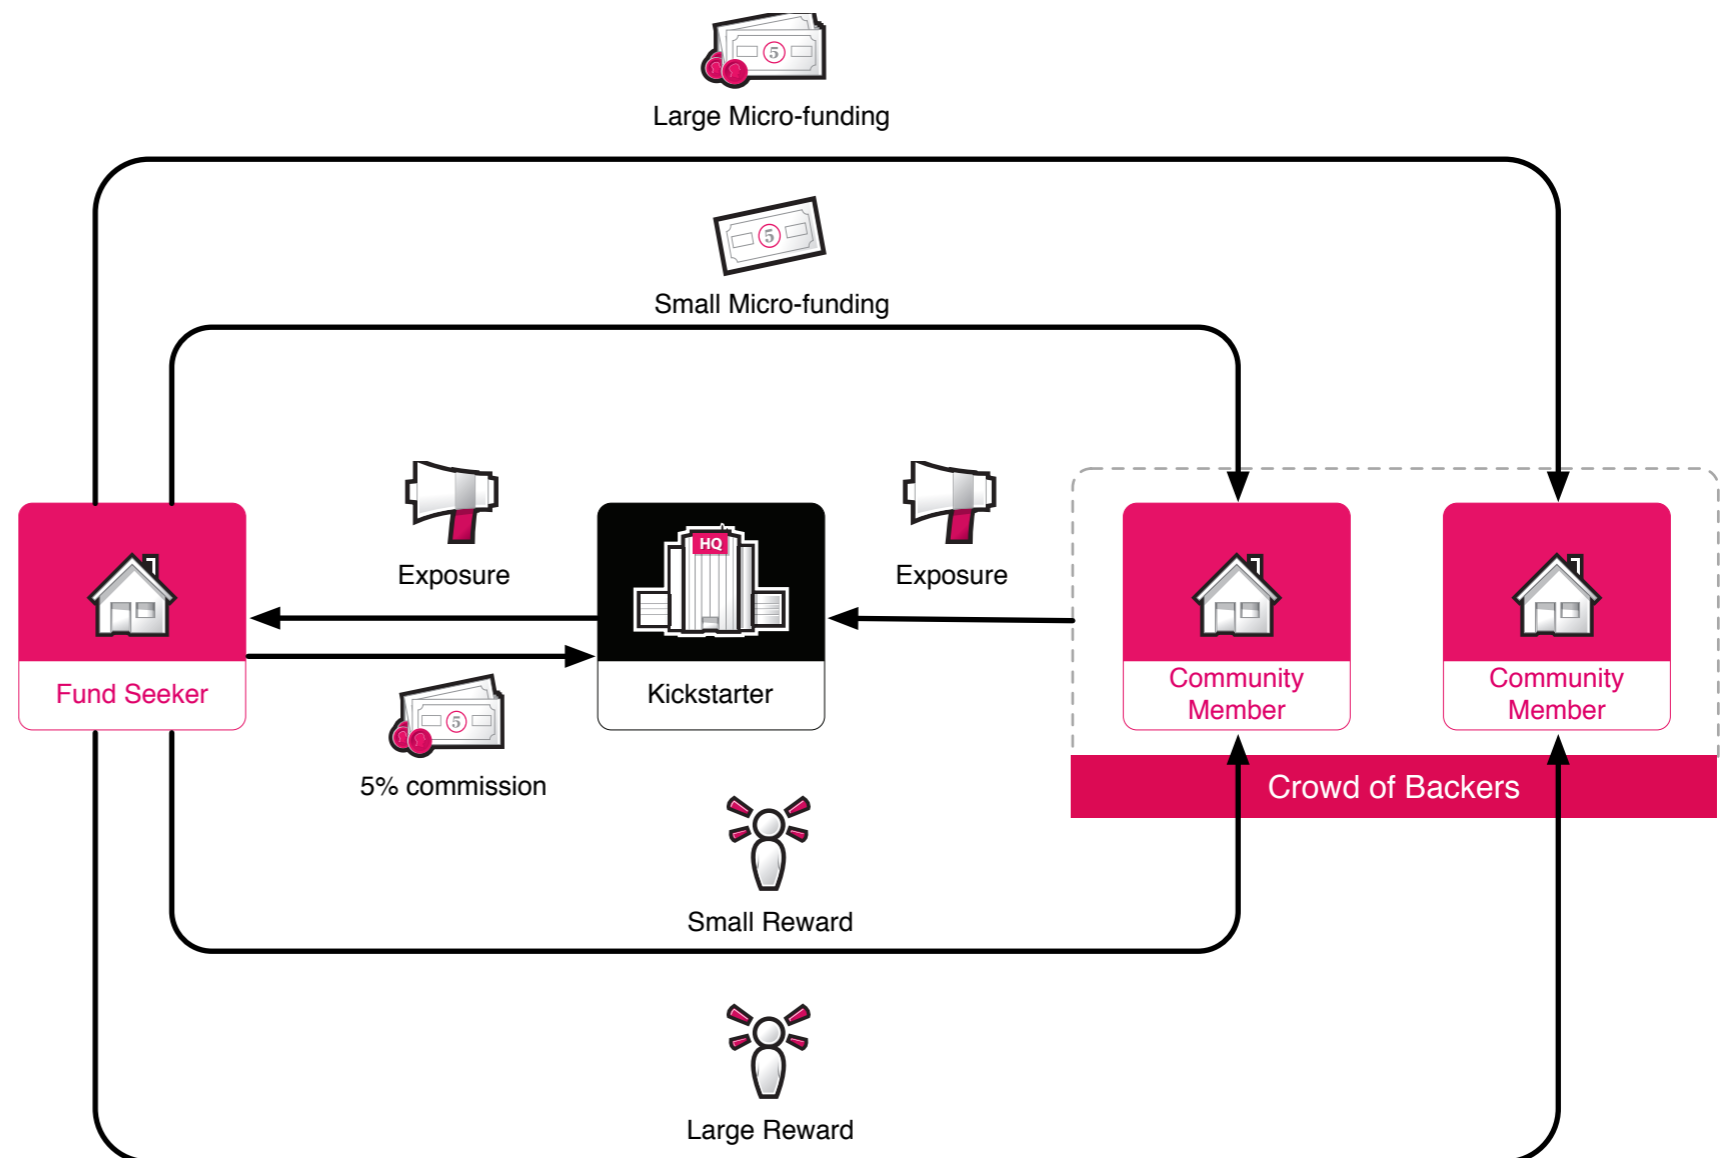 5
Large Micro-funding
5
Small Micro-funding
Exposure
HQ
Exposure
Fund Seeker
Kickstarter
Community
Member
Community
Member
5
5% commission
Crowd of Backers
Small Reward
Large Reward